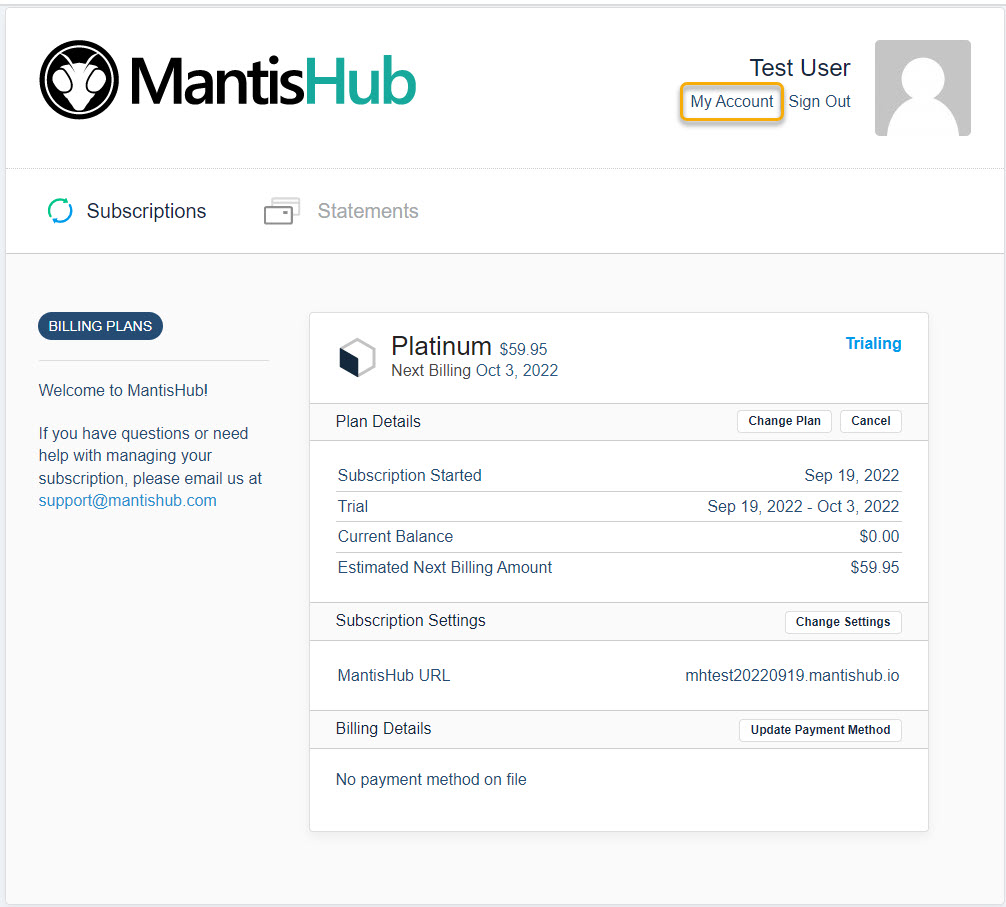 MantisHub
Test User
My Account Sign Out
Subscriptions Statements
BILLING PLANS
Welcome to MantisHub!
If you have questions or need
help with managing your
subscription, please email us at
support@mantishub.com
Platinum $59.95
Next Billing Oct 3, 2022
Trialing
Plan Details Change Plan Cancel
Subscription Started Sep 19, 2022
Trial Sep 19, 2022 - Oct 3, 2022
Current Balance $0.00
Estimated Next Billing Amount $59.95
Subscription Settings Change Settings
MantisHub URL mhtest20220919.mantishub.io
Billing Details Update Payment Method
No payment method on file